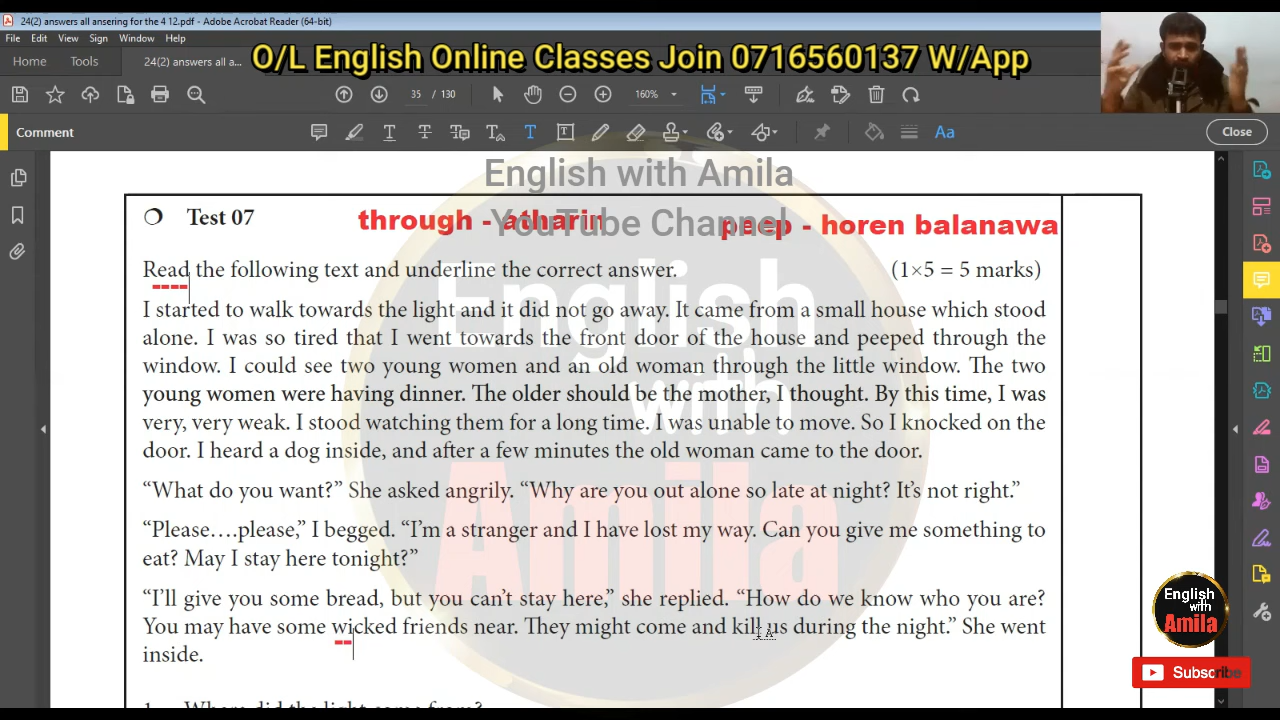 24(2) answers all ansering for the 4 12.pdf - Adobe Acrobat Reader (64-bit)
File Edit View Sign Window Help
O/L English Online Classes Join 0716560137 W/App
Home Tools 24(2) answers all a...
35 / 130 160%
Comment
Close
English with Amila
YouTube Channel
Test 07
through - atharin
peep - horen balanawa
Read the following text and underline the correct answer. (1×5 = 5 marks)
I started to walk towards the light and it did not go away. It came from a small house which stood
alone. I was so tired that I went towards the front door of the house and peeped through the
window. I could see two young women and an old woman through the little window. The two
young women were having dinner. The older should be the mother, I thought. By this time, I was
very, very weak. I stood watching them for a long time. I was unable to move. So I knocked on the
door. I heard a dog inside, and after a few minutes the old woman came to the door.
“What do you want?” She asked angrily. “Why are you out alone so late at night? It’s not right.”
“Please….please,” I begged. “I’m a stranger and I have lost my way. Can you give me something to
eat? May I stay here tonight?”
“I’ll give you some bread, but you can’t stay here,” she replied. “How do we know who you are?
You may have some wicked friends near. They might come and kill us during the night.” She went
inside.
1. Where did the light come from?
English
with
Amila
English
with
Amila
Subscribe